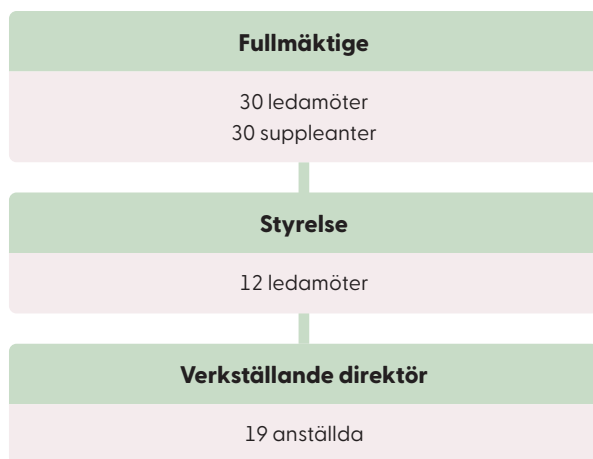 Fullmäktige
30 ledamöter
30 suppleanter
Styrelse
12 ledamöter
Verkställande direktör
19 anställda